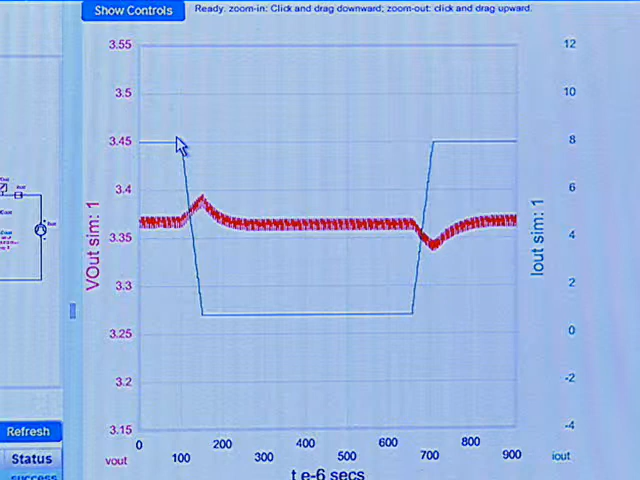 Show Controls
Ready. zoom-in: Click and drag downward; zoom-out: click and drag upward.
3.55
3.5
3.45
3.4
3.35
3.3
3.25
3.2
3.15
VOut sim: 1
12
10
8
6
4
2
0
-2
-4
Iout sim: 1
0
100
200
300
400
500
600
700
800
900
vout
t e-6 secs
iout
Refresh
Status
success